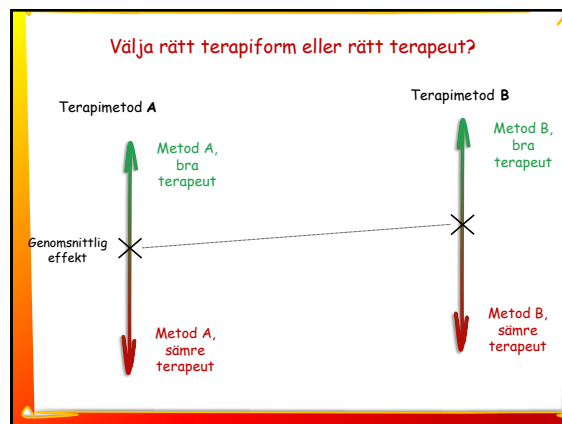 Välja rätt terapiform eller rätt terapeut?
Terapimetod A
Terapimetod B
Metod A,
bra
terapeut
Metod B,
bra
terapeut
Genomsnittlig
effekt
Metod A,
sämre
terapeut
Metod B,
sämre
terapeut